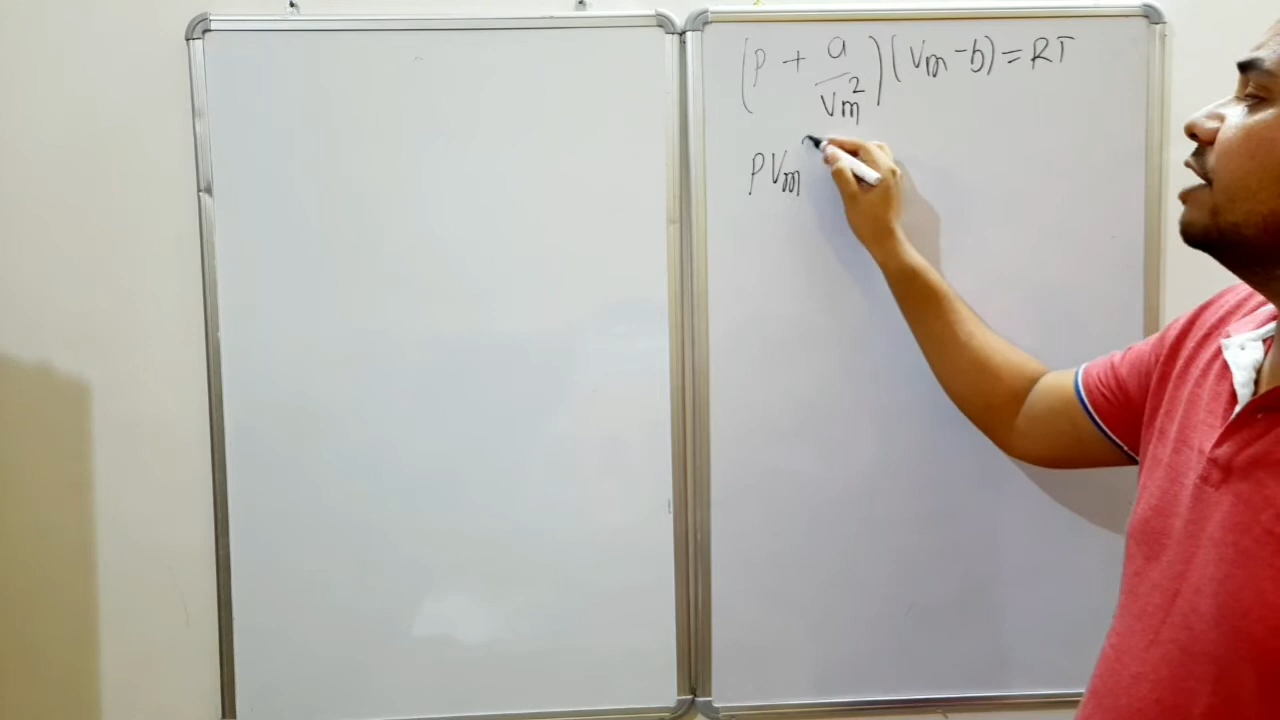 (P + a/Vm²)(Vm - b) = RT
PVm